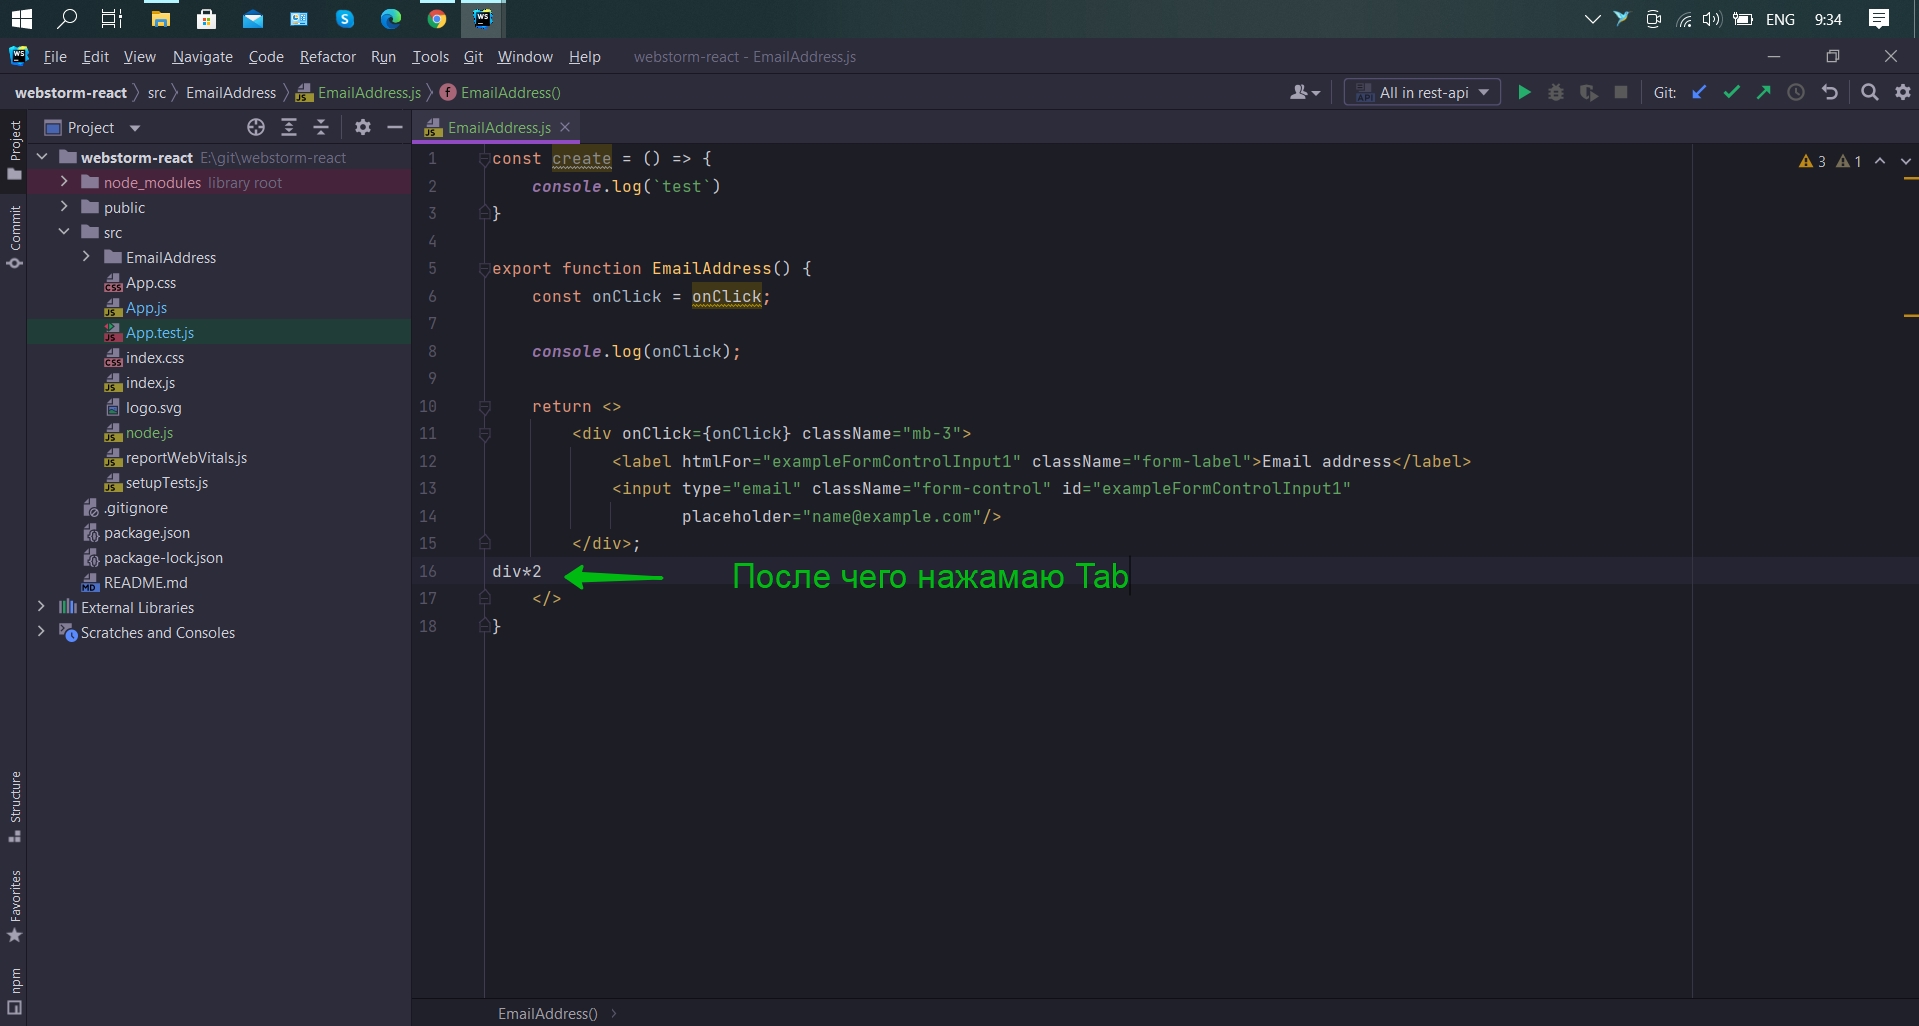 ENG 9:34
File Edit View Navigate Code Refactor Run Tools Git Window Help webstorm-react - EmailAddress.js
webstorm-react src EmailAddress EmailAddress.js EmailAddress() All in rest-api Git:
Project
EmailAddress.js
webstorm-react E:\git\webstorm-react
node_modules library root
public
src
EmailAddress
App.css
App.js
App.test.js
index.css
index.js
logo.svg
node.js
reportWebVitals.js
setupTests.js
.gitignore
package.json
package-lock.json
README.md
External Libraries
Scratches and Consoles
Project
Commit
Structure
Favorites
npm
3 1
1 const create = () => {
2 console.log(`test`)
3 }
4
5 export function EmailAddress() {
6 const onClick = onClick;
7
8 console.log(onClick);
9
10 return <>
11 <div onClick={onClick} className="mb-3">
12 <label htmlFor="exampleFormControlInput1" className="form-label">Email address</label>
13 <input type="email" className="form-control" id="exampleFormControlInput1"
14 placeholder="name@example.com"/>
15 </div>;
16 div*2 После чего нажамаю Tab
17 </>
18 }
EmailAddress()